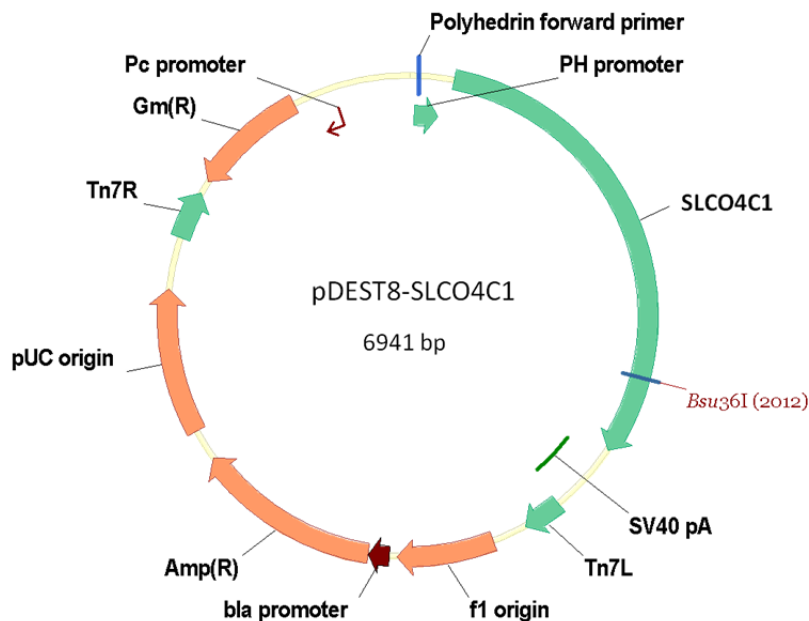 Polyhedrin forward primer
Pc promoter
PH promoter
Gm(R)
Tn7R
SLCO4C1
pDEST8-SLCO4C1
6941 bp
pUC origin
Bsu36I (2012)
SV40 pA
Tn7L
Amp(R)
bla promoter
f1 origin